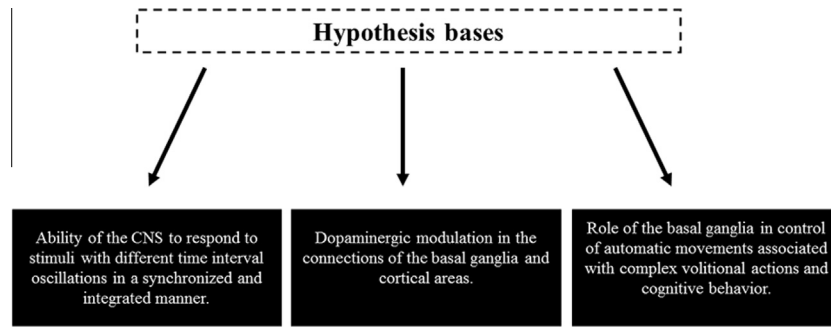 Hypothesis bases
Ability of the CNS to respond to
stimuli with different time interval
oscillations in a synchronized and
integrated manner.
Dopaminergic modulation in the
connections of the basal ganglia and
cortical areas.
Role of the basal ganglia in control
of automatic movements associated
with complex volitional actions and
cognitive behavior.